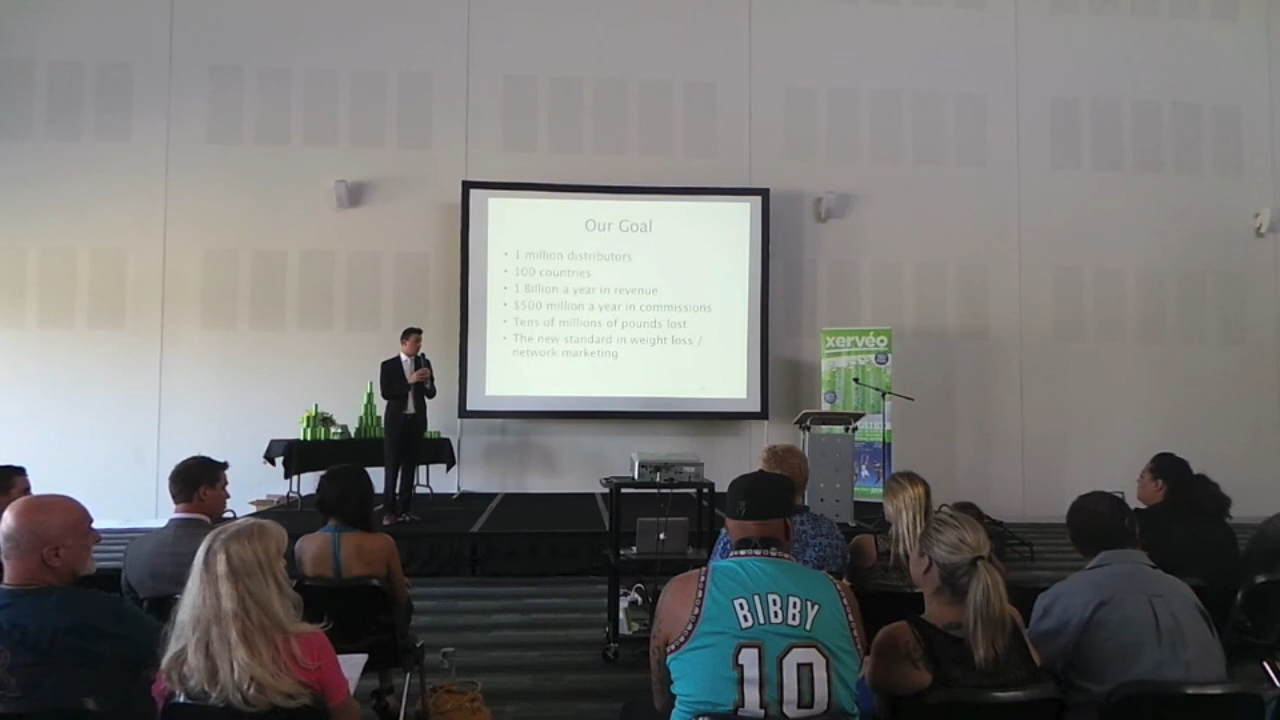 Our Goal
• 1 million distributors
• 100 countries
• 1 Billion a year in revenue
• $500 million a year in commissions
• Tens of millions of pounds lost
• The new standard in weight loss /
network marketing
xervéo
BIBBY
10